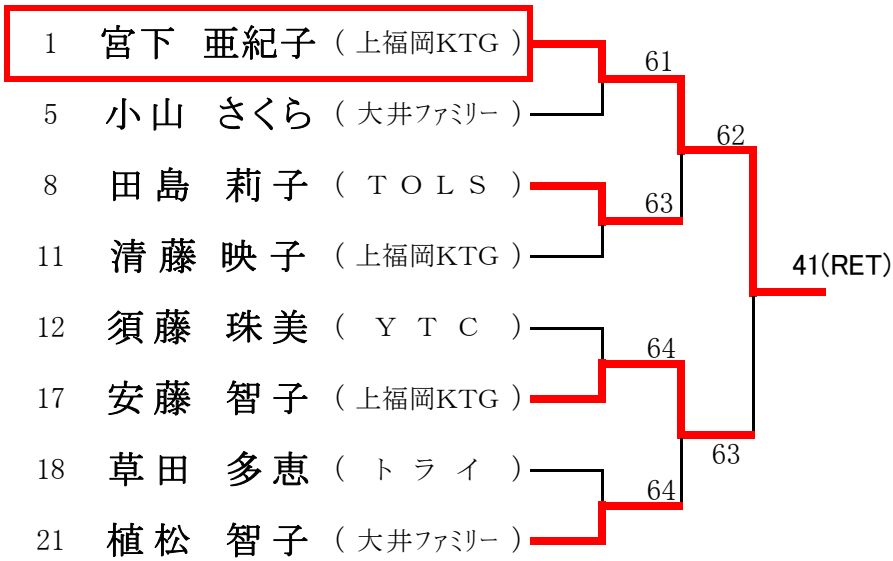 1 宮下 亜紀子 ( 上福岡KTG )
61
5 小山 さくら ( 大井ファミリー )
62
8 田島 莉子 ( TOLS )
63
11 清藤 映子 ( 上福岡KTG )
41(RET)
12 須藤 珠美 ( YTC )
64
17 安藤 智子 ( 上福岡KTG )
63
18 草田 多恵 ( トライ )
64
21 植松 智子 ( 大井ファミリー )